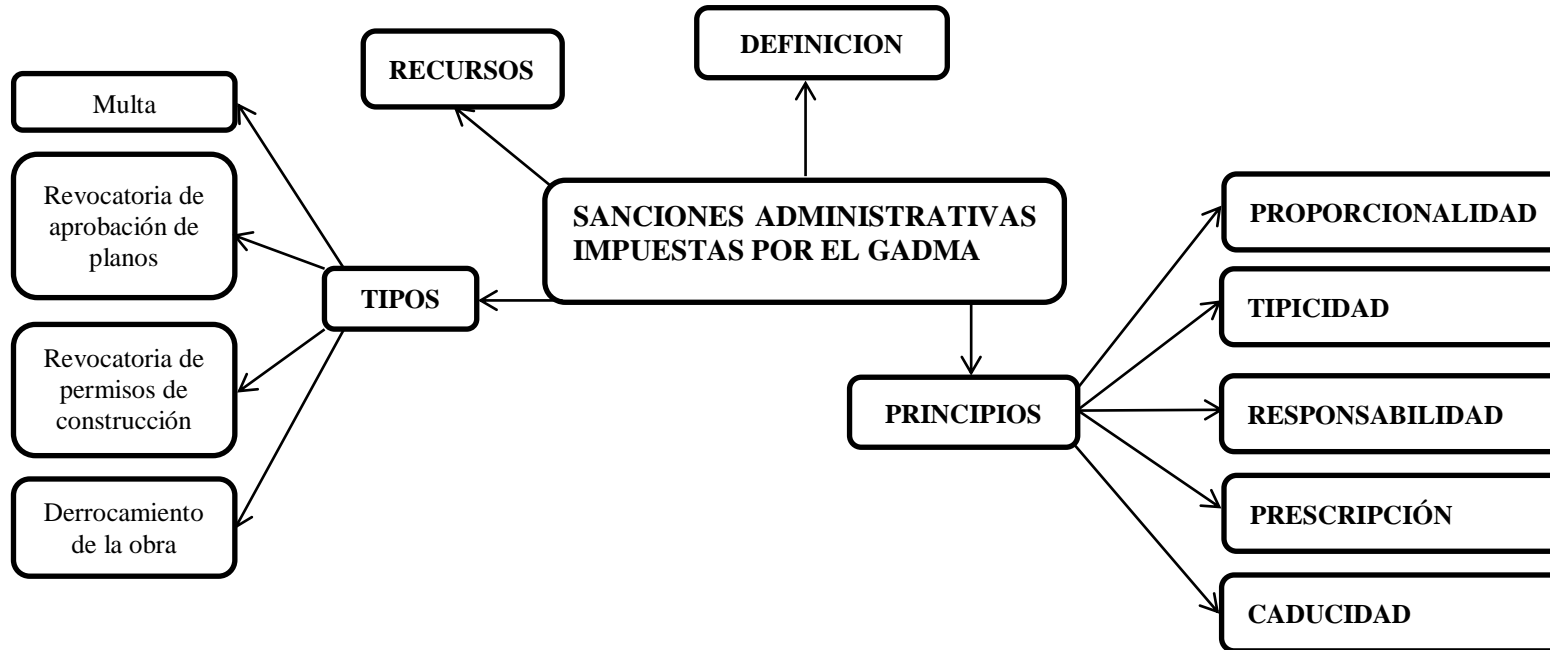 DEFINICION
RECURSOS
Multa
Revocatoria de
aprobación de
planos
SANCIONES ADMINISTRATIVAS
IMPUESTAS POR EL GADMA
PROPORCIONALIDAD
TIPOS
TIPICIDAD
Revocatoria de
permisos de
construcción
PRINCIPIOS
RESPONSABILIDAD
Derrocamiento
de la obra
PRESCRIPCIÓN
CADUCIDAD